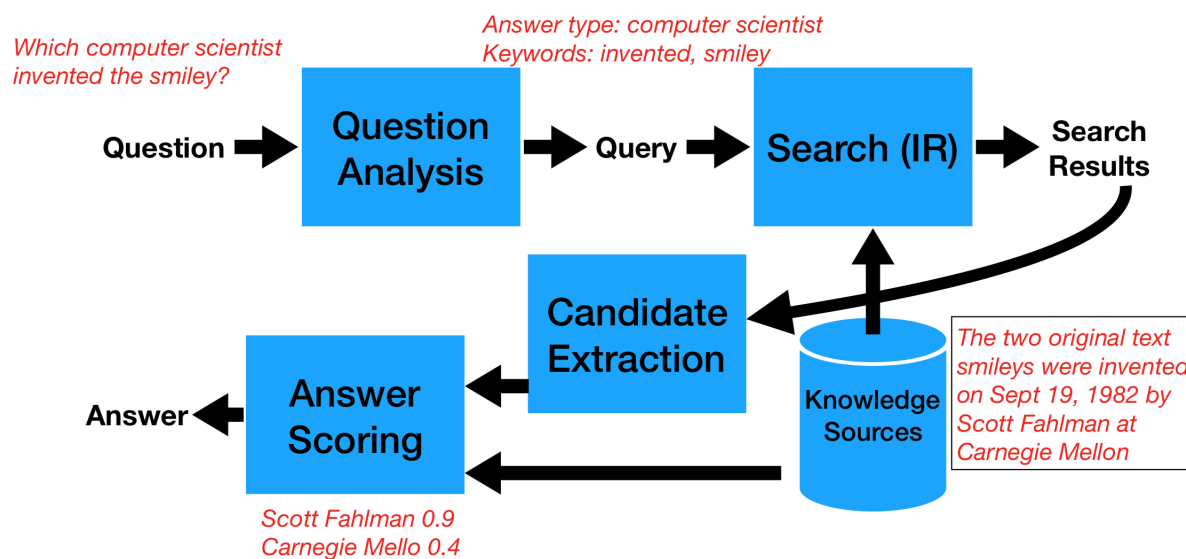 Which computer scientist
invented the smiley?
Answer type: computer scientist
Keywords: invented, smiley
Question
Question
Analysis
Query
Search (IR)
Search
Results
Candidate
Extraction
Knowledge
Sources
The two original text
smileys were invented
on Sept 19, 1982 by
Scott Fahlman at
Carnegie Mellon
Answer
Scoring
Answer
Scott Fahlman 0.9
Carnegie Mello 0.4